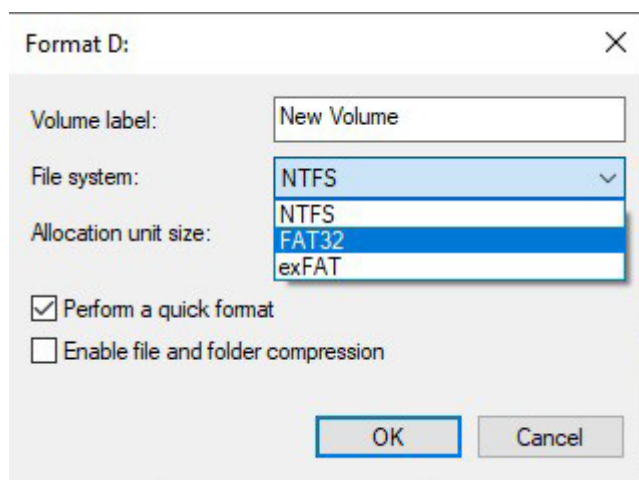 Format D:
Volume label:
New Volume
File system:
NTFS
NTFS
FAT32
exFAT
Allocation unit size:
Perform a quick format
Enable file and folder compression
OK
Cancel